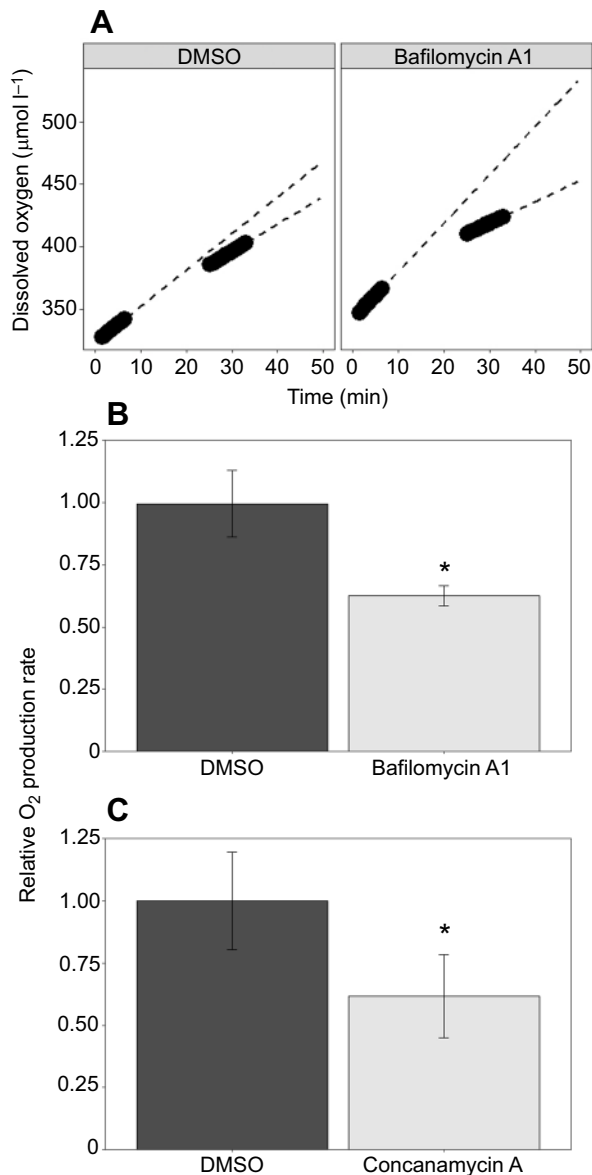 A
DMSO Bafilomycin A1
Dissolved oxygen (μmol l–1)
500
450
400
350
0 10 20 30 40 50 0 10 20 30 40 50
Time (min)
B
1.25
1.00
0.75
0.50
0.25
0
*
DMSO Bafilomycin A1
Relative O2 production rate
C
1.25
1.00
0.75
0.50
0.25
0
*
DMSO Concanamycin A